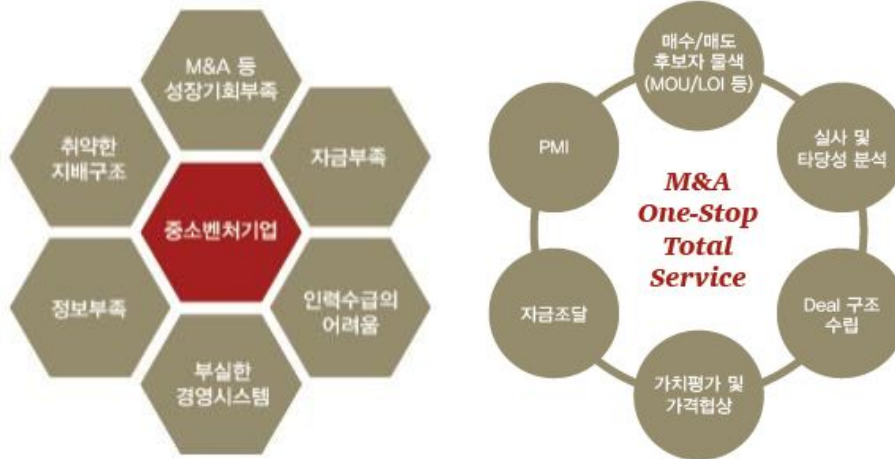 M&A 등
성장기회부족
취약한
지배구조
자금부족
중소벤처기업
정보부족
인력수급의
어려움
부실한
경영시스템
매수/매도
후보자 물색
(MOU/LOI 등)
PMI
실사 및
타당성 분석
M&A
One-Stop
Total
Service
자금조달
Deal 구조
수립
가치평가 및
가격협상